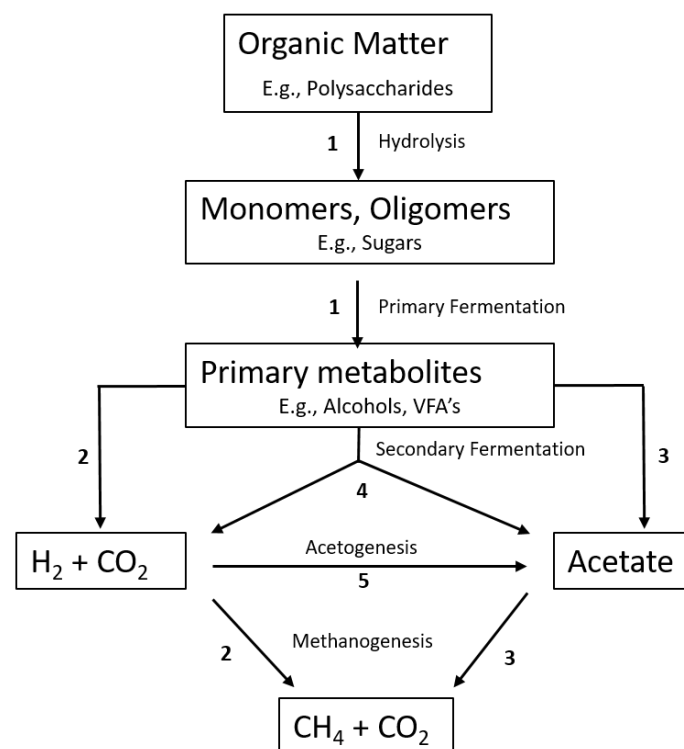 Organic Matter
E.g., Polysaccharides
1 Hydrolysis
Monomers, Oligomers
E.g., Sugars
1 Primary Fermentation
Primary metabolites
E.g., Alcohols, VFA's
Secondary Fermentation
2 4 3
H₂ + CO₂ Acetogenesis Acetate
5
2 Methanogenesis 3
CH₄ + CO₂